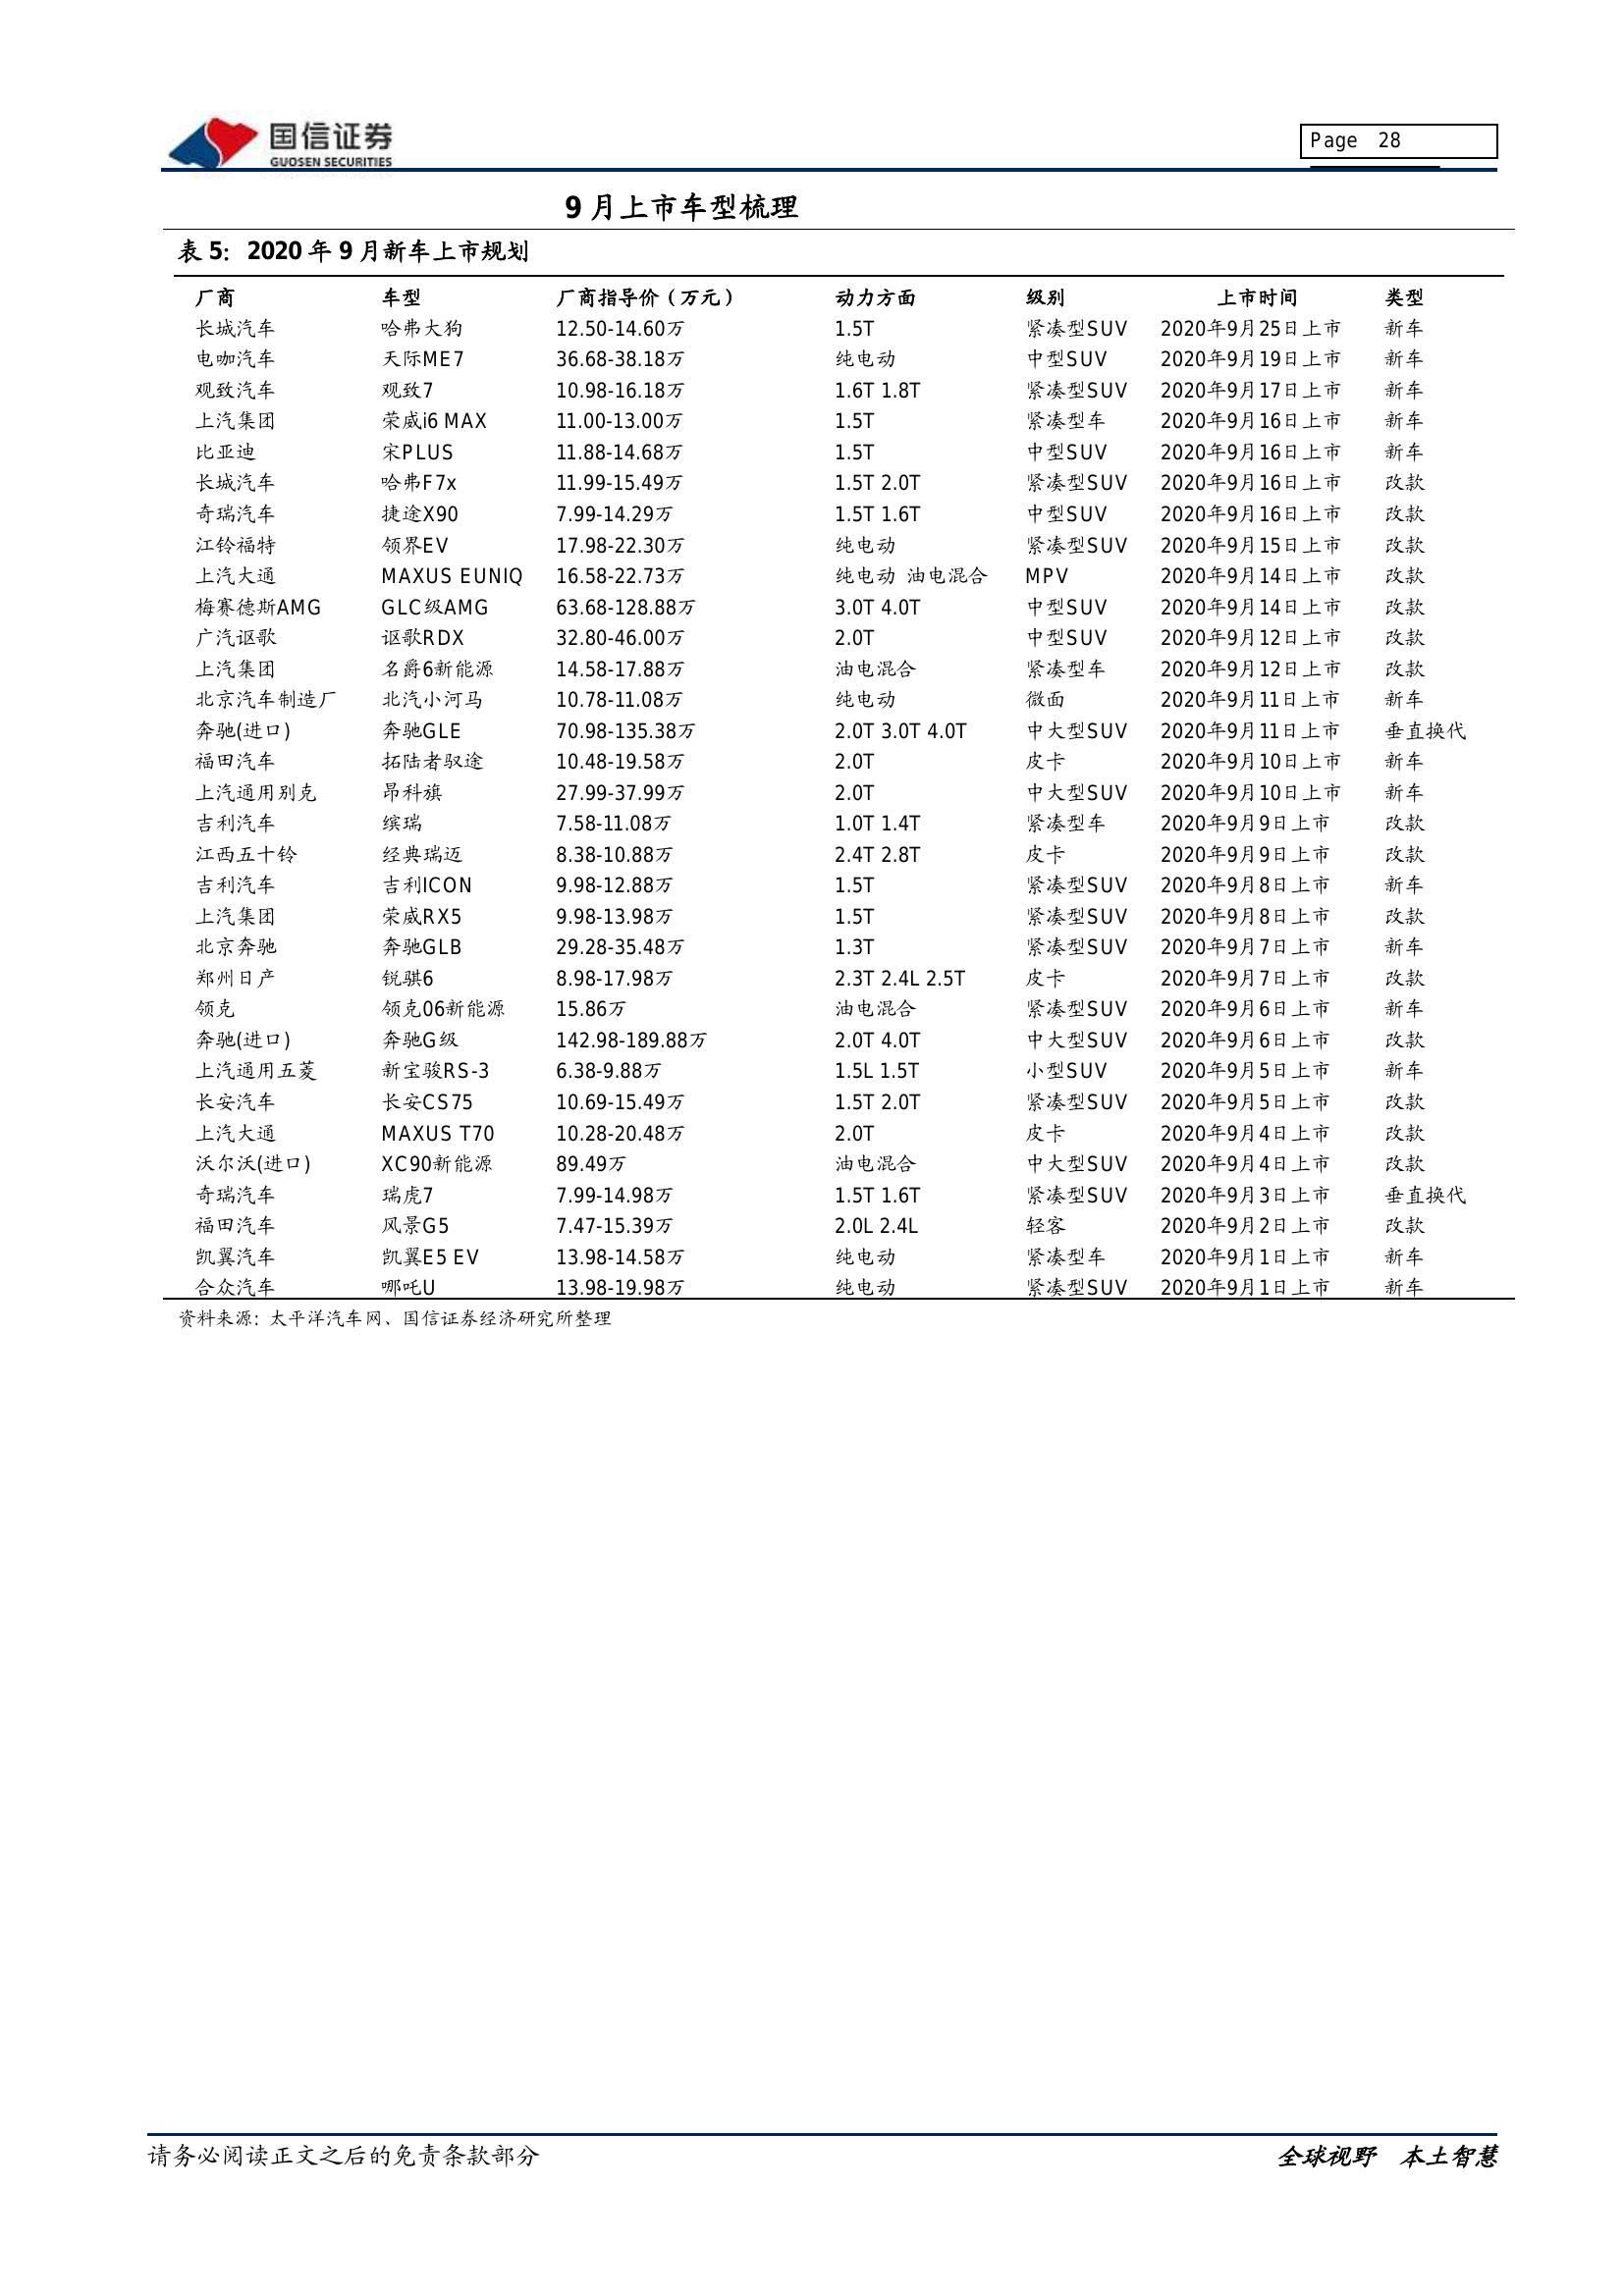 国信证券
GUOSEN SECURITIES
Page 28
9 月上市车型梳理
表 5: 2020 年 9 月新车上市规划
厂商 车型 厂商指导价（万元） 动力方面 级别 上市时间 类型
长城汽车 哈弗大狗 12.50-14.60万 1.5T 紧凑型SUV 2020年9月25日上市 新车
电咖汽车 天际ME7 36.68-38.18万 纯电动 中型SUV 2020年9月19日上市 新车
观致汽车 观致7 10.98-16.18万 1.6T 1.8T 紧凑型SUV 2020年9月17日上市 新车
上汽集团 荣威i6 MAX 11.00-13.00万 1.5T 紧凑型车 2020年9月16日上市 新车
比亚迪 宋PLUS 11.88-14.68万 1.5T 中型SUV 2020年9月16日上市 新车
长城汽车 哈弗F7x 11.99-15.49万 1.5T 2.0T 紧凑型SUV 2020年9月16日上市 改款
奇瑞汽车 捷途X90 7.99-14.29万 1.5T 1.6T 中型SUV 2020年9月16日上市 改款
江铃福特 领界EV 17.98-22.30万 纯电动 紧凑型SUV 2020年9月15日上市 改款
上汽大通 MAXUS EUNIQ 16.58-22.73万 纯电动 油电混合 MPV 2020年9月14日上市 改款
梅赛德斯AMG GLC级AMG 63.68-128.88万 3.0T 4.0T 中型SUV 2020年9月14日上市 改款
广汽讴歌 讴歌RDX 32.80-46.00万 2.0T 中型SUV 2020年9月12日上市 改款
上汽集团 名爵6新能源 14.58-17.88万 油电混合 紧凑型车 2020年9月12日上市 改款
北京汽车制造厂 北汽小河马 10.78-11.08万 纯电动 微面 2020年9月11日上市 新车
奔驰(进口) 奔驰GLE 70.98-135.38万 2.0T 3.0T 4.0T 中大型SUV 2020年9月11日上市 垂直换代
福田汽车 拓陆者驭途 10.48-19.58万 2.0T 皮卡 2020年9月10日上市 新车
上汽通用别克 昂科旗 27.99-37.99万 2.0T 中大型SUV 2020年9月10日上市 新车
吉利汽车 缤瑞 7.58-11.08万 1.0T 1.4T 紧凑型车 2020年9月9日上市 改款
江西五十铃 经典瑞迈 8.38-10.88万 2.4T 2.8T 皮卡 2020年9月9日上市 改款
吉利汽车 吉利ICON 9.98-12.88万 1.5T 紧凑型SUV 2020年9月8日上市 新车
上汽集团 荣威RX5 9.98-13.98万 1.5T 紧凑型SUV 2020年9月8日上市 改款
北京奔驰 奔驰GLB 29.28-35.48万 1.3T 紧凑型SUV 2020年9月7日上市 新车
郑州日产 锐骐6 8.98-17.98万 2.3T 2.4L 2.5T 皮卡 2020年9月7日上市 改款
领克 领克06新能源 15.86万 油电混合 紧凑型SUV 2020年9月6日上市 新车
奔驰(进口) 奔驰G级 142.98-189.88万 2.0T 4.0T 中大型SUV 2020年9月6日上市 改款
上汽通用五菱 新宝骏RS-3 6.38-9.88万 1.5L 1.5T 小型SUV 2020年9月5日上市 新车
长安汽车 长安CS75 10.69-15.49万 1.5T 2.0T 紧凑型SUV 2020年9月5日上市 改款
上汽大通 MAXUS T70 10.28-20.48万 2.0T 皮卡 2020年9月4日上市 改款
沃尔沃(进口) XC90新能源 89.49万 油电混合 中大型SUV 2020年9月4日上市 改款
奇瑞汽车 瑞虎7 7.99-14.98万 1.5T 1.6T 紧凑型SUV 2020年9月3日上市 垂直换代
福田汽车 风景G5 7.47-15.39万 2.0L 2.4L 轻客 2020年9月2日上市 改款
凯翼汽车 凯翼E5 EV 13.98-14.58万 纯电动 紧凑型车 2020年9月1日上市 新车
合众汽车 哪吒U 13.98-19.98万 纯电动 紧凑型SUV 2020年9月1日上市 新车
资料来源: 太平洋汽车网、国信证券经济研究所整理
请务必阅读正文之后的免责条款部分
全球视野 本土智慧